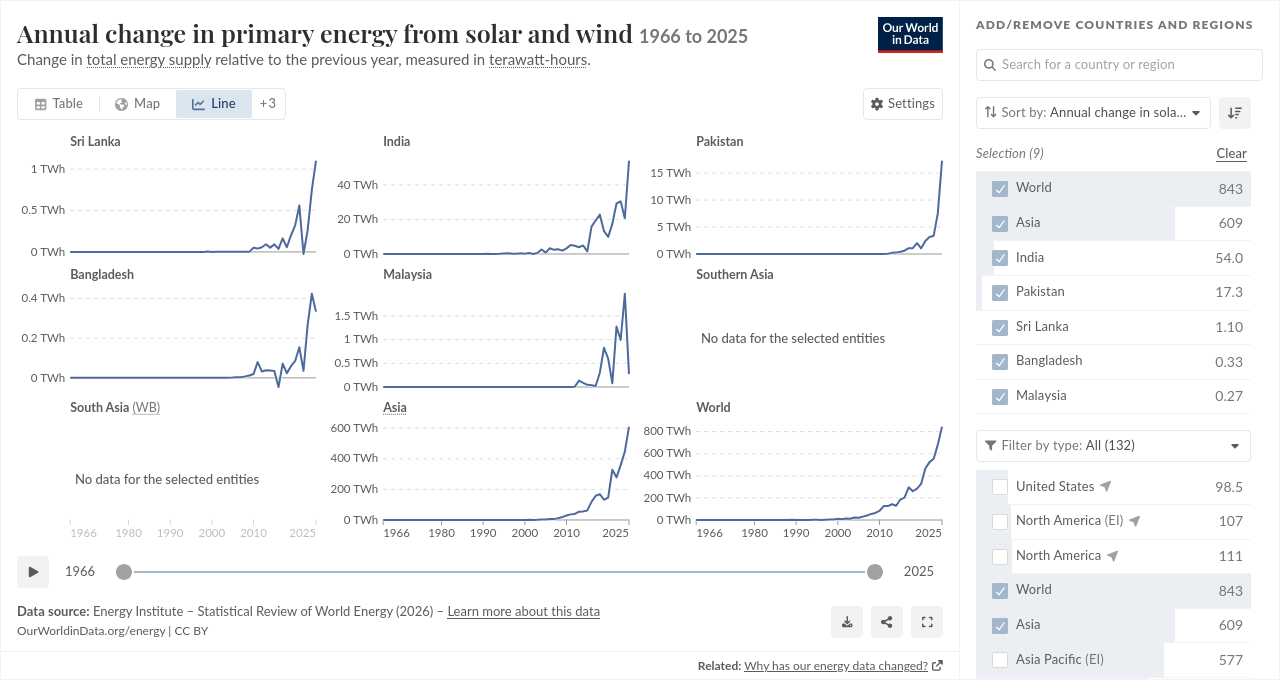 Annual change in primary energy from solar and wind 1966 to 2025
Change in total energy supply relative to the previous year, measured in terawatt-hours.
Our World
in Data
Table
Map
Line
+3
Settings
Sri Lanka
1 TWh
0.5 TWh
0 TWh
India
40 TWh
20 TWh
0 TWh
Pakistan
15 TWh
10 TWh
5 TWh
0 TWh
Bangladesh
0.4 TWh
0.2 TWh
0 TWh
Malaysia
1.5 TWh
1 TWh
0.5 TWh
0 TWh
Southern Asia
No data for the selected entities
South Asia (WB)
No data for the selected entities
1966 1980 1990 2000 2010 2025
Asia
600 TWh
400 TWh
200 TWh
0 TWh
1966 1980 1990 2000 2010 2025
World
800 TWh
600 TWh
400 TWh
200 TWh
0 TWh
1966 1980 1990 2000 2010 2025
1966
2025
Data source: Energy Institute – Statistical Review of World Energy (2026) – Learn more about this data
OurWorldinData.org/energy | CC BY
Related: Why has our energy data changed?
ADD/REMOVE COUNTRIES AND REGIONS
Search for a country or region
Sort by: Annual change in sola...
Selection (9)
Clear
World 843
Asia 609
India 54.0
Pakistan 17.3
Sri Lanka 1.10
Bangladesh 0.33
Malaysia 0.27
Filter by type: All (132)
United States 98.5
North America (EI) 107
North America 111
World 843
Asia 609
Asia Pacific (EI) 577